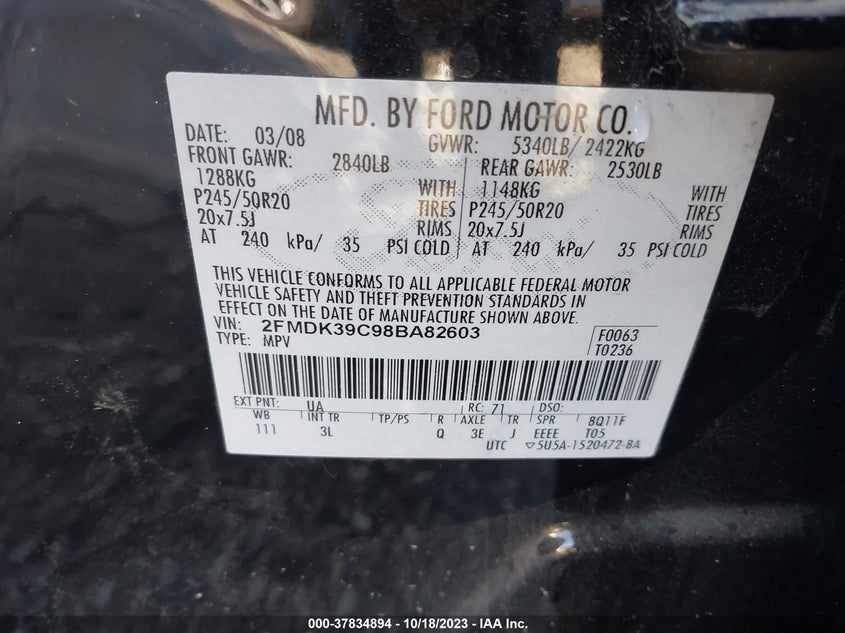 MFD. BY FORD MOTOR CO.
DATE: 03/08 GVWR: 5340LB/ 2422KG
FRONT GAWR: 2840LB REAR GAWR: 2530LB
1288KG WITH 1148KG WITH
P245/50R20 TIRES P245/50R20 TIRES
20x7.5J RIMS 20x7.5J RIMS
AT 240 kPa/ 35 PSI COLD AT 240 kPa/ 35 PSI COLD
THIS VEHICLE CONFORMS TO ALL APPLICABLE FEDERAL MOTOR
VEHICLE SAFETY AND THEFT PREVENTION STANDARDS IN
EFFECT ON THE DATE OF MANUFACTURE SHOWN ABOVE.
VIN: 2FMDK39C98BA82603 F0063
TYPE: MPV T0236
EXT PNT: UA RC: 71 DSO:
WB INT TR TP/PS R AXLE TR SPR 8Q11F
111 3L Q 3E J EEEE T05
UTC ▽5U5A-1520472-BA
000-37834894 - 10/18/2023 - IAA Inc.